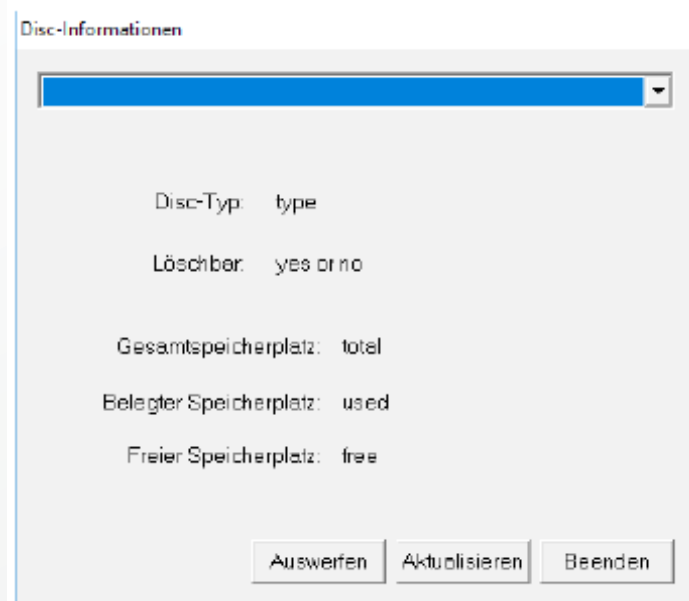 Disc-Informationen
Disc-Typ: type
Löschbar: yes or no
Gesamtspeicherplatz: total
Belegter Speicherplatz: used
Freier Speicherplatz: free
Auswerfen Aktualisieren Beenden